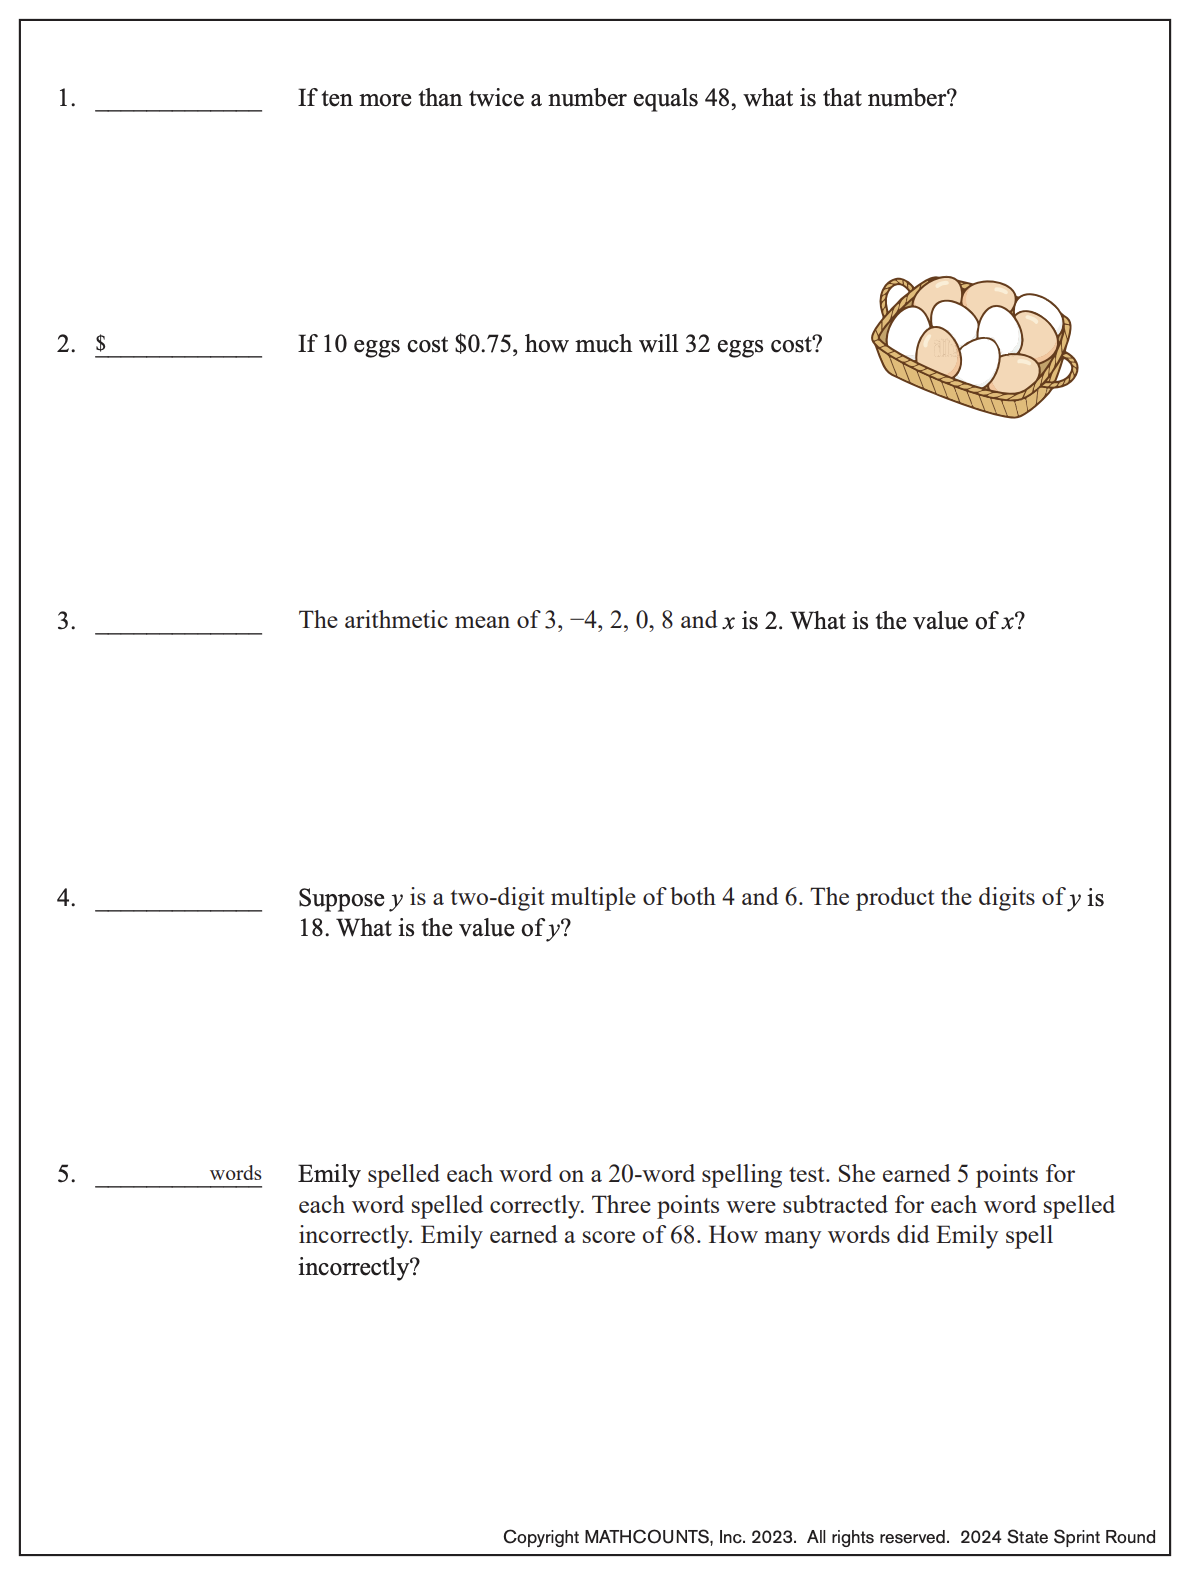 1. If ten more than twice a number equals 48, what is that number?
2. $ If 10 eggs cost $0.75, how much will 32 eggs cost?
3. The arithmetic mean of 3, −4, 2, 0, 8 and x is 2. What is the value of x?
4. Suppose y is a two-digit multiple of both 4 and 6. The product the digits of y is
18. What is the value of y?
5. words Emily spelled each word on a 20-word spelling test. She earned 5 points for
each word spelled correctly. Three points were subtracted for each word spelled
incorrectly. Emily earned a score of 68. How many words did Emily spell
incorrectly?
Copyright MATHCOUNTS, Inc. 2023. All rights reserved. 2024 State Sprint Round